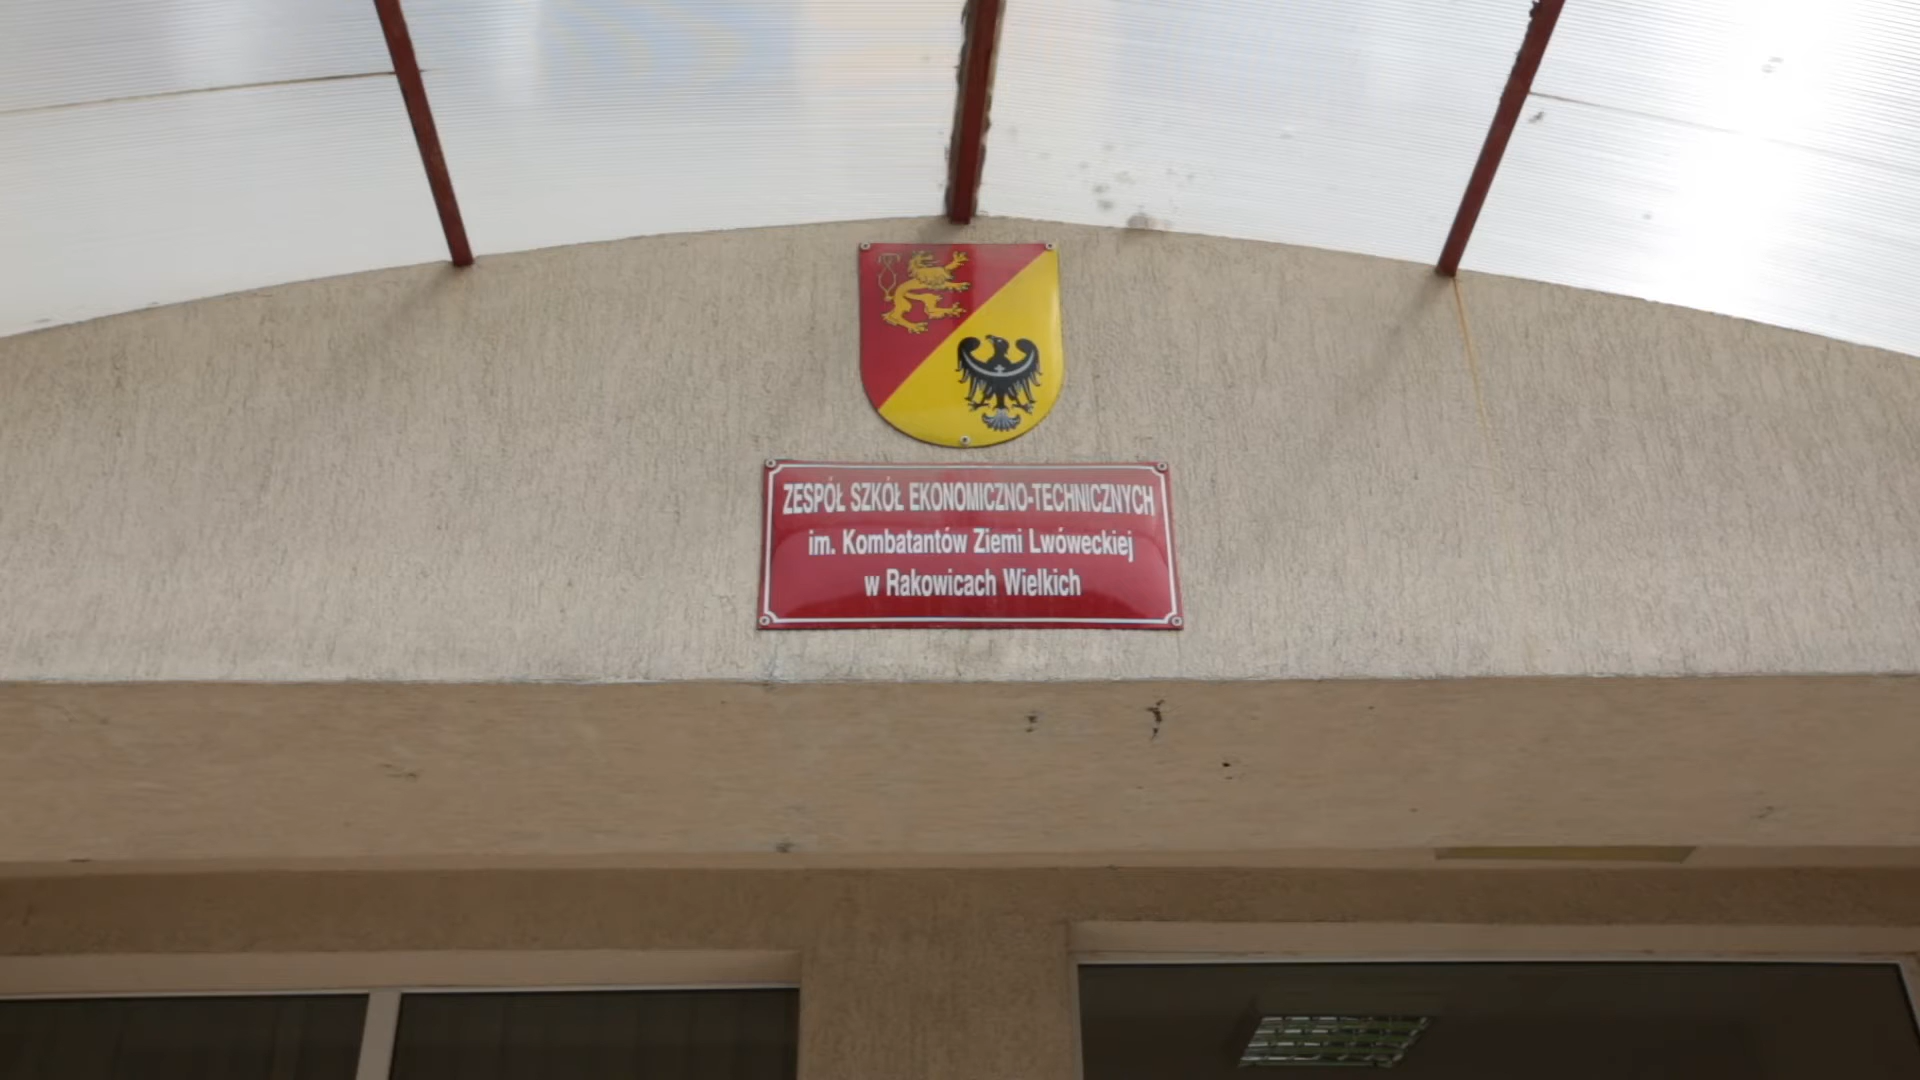 ZESPÓŁ SZKÓŁ EKONOMICZNO-TECHNICZNYCH
im. Kombatantów Ziemi Lwóweckiej
w Rakowicach Wielkich